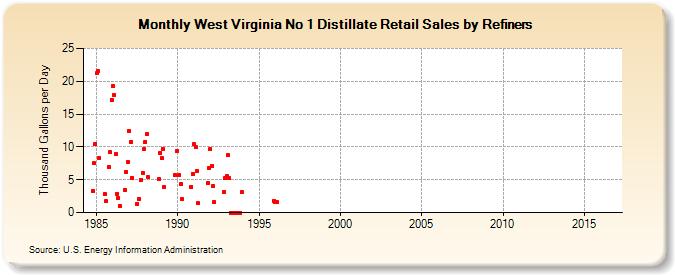 Monthly West Virginia No 1 Distillate Retail Sales by Refiners
Thousand Gallons per Day
25
20
15
10
5
0
1985 1990 1995 2000 2005 2010 2015
Source: U.S. Energy Information Administration